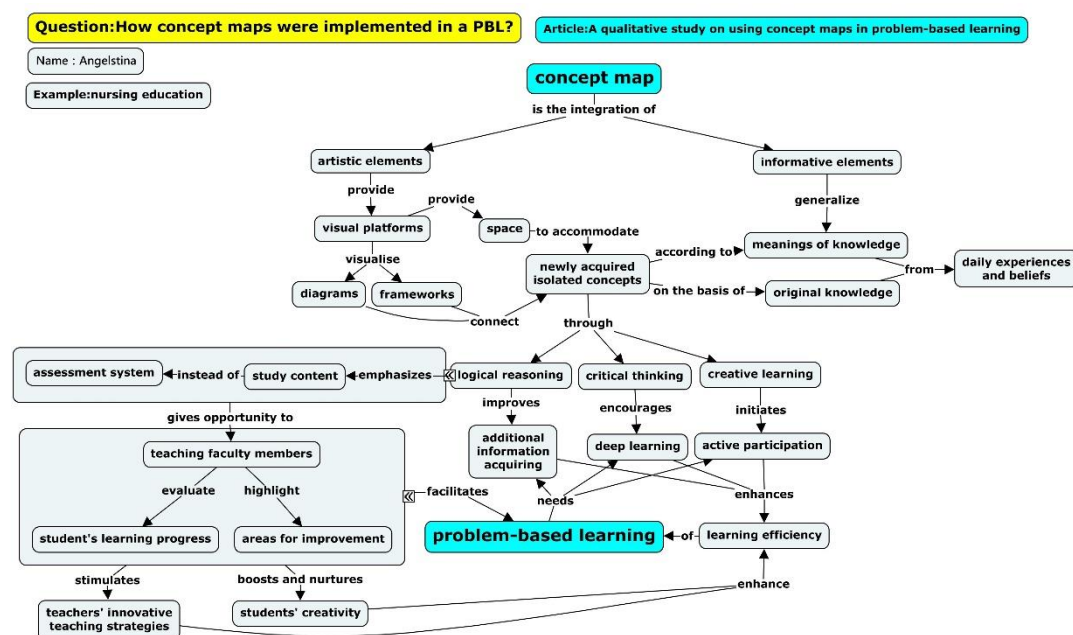 Question:How concept maps were implemented in a PBL?
Article:A qualitative study on using concept maps in problem-based learning
Name : Angelstina
Example:nursing education
concept map
is the integration of
artistic elements
informative elements
provide
generalize
provide
visual platforms
space
to accommodate
meanings of knowledge
according to
visualise
newly acquired
isolated concepts
from
daily experiences
and beliefs
diagrams
frameworks
on the basis of
original knowledge
connect
through
assessment system
instead of
study content
emphasizes
logical reasoning
critical thinking
creative learning
improves
encourages
initiates
gives opportunity to
additional
information
acquiring
deep learning
active participation
teaching faculty members
evaluate
highlight
facilitates
needs
enhances
student's learning progress
areas for improvement
problem-based learning
of
learning efficiency
stimulates
boosts and nurtures
enhance
teachers' innovative
teaching strategies
students' creativity